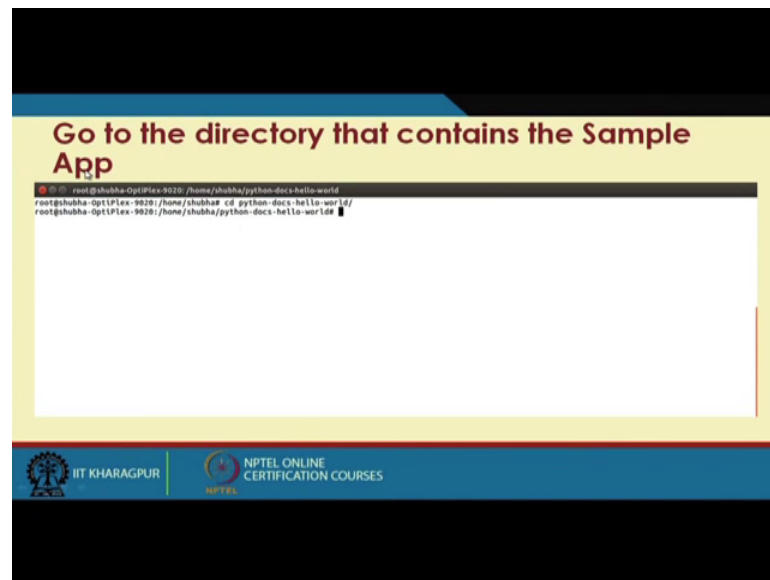 Go to the directory that contains the Sample
App
root@shubha-OptiPlex-9020: /home/shubha/python-docs-hello-world
root@shubha-OptiPlex-9020:/home/shubha# cd python-docs-hello-world/
root@shubha-OptiPlex-9020:/home/shubha/python-docs-hello-world#
IIT KHARAGPUR
NPTEL
NPTEL ONLINE
CERTIFICATION COURSES